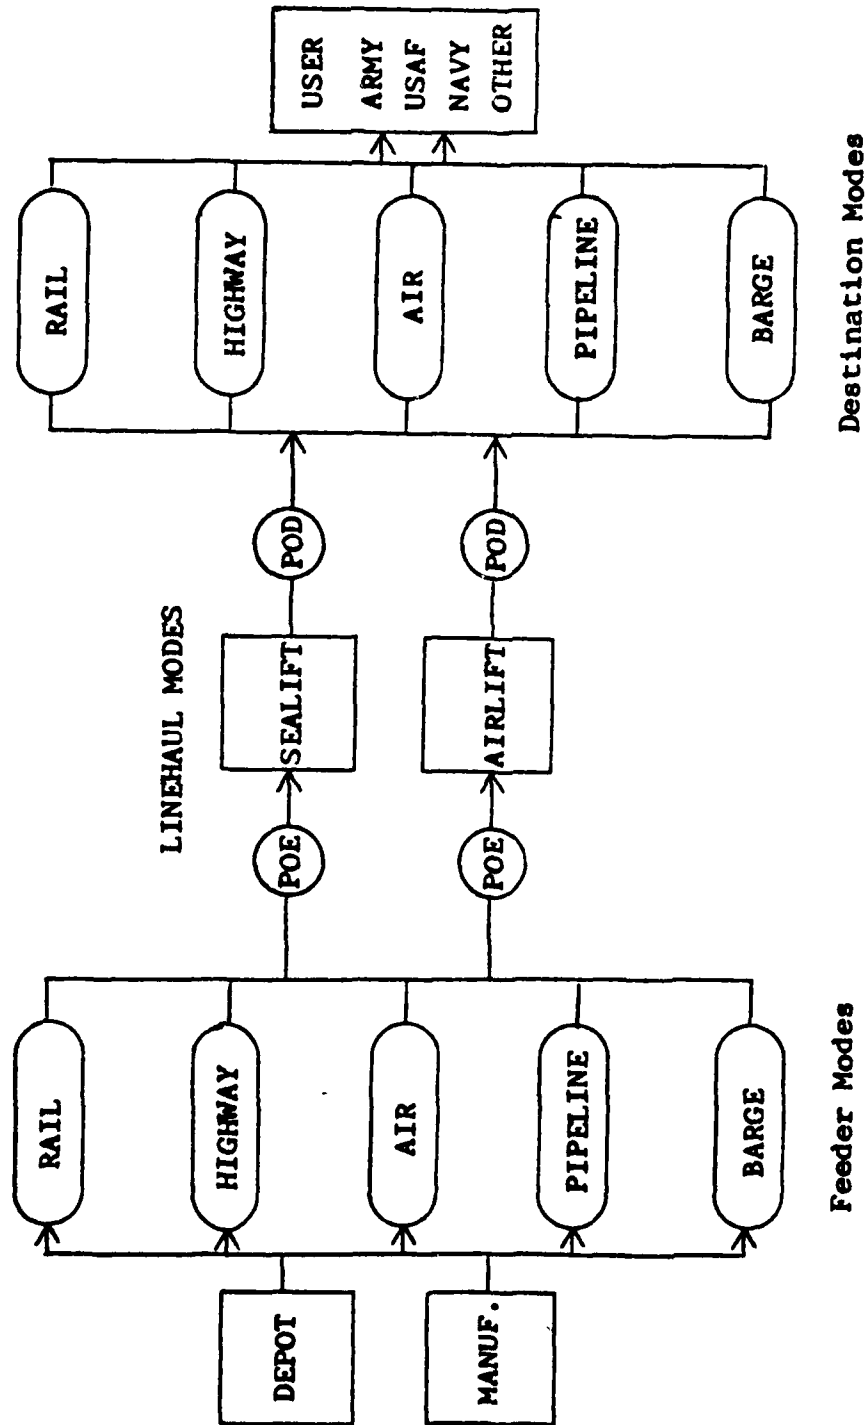 DEPOT
MANUF.
RAIL
HIGHWAY
AIR
PIPELINE
BARGE
Feeder Modes
LINEHAUL MODES
POE
SEALIFT
POD
POE
AIRLIFT
POD
RAIL
HIGHWAY
AIR
PIPELINE
BARGE
Destination Modes
USER
ARMY
USAF
NAVY
OTHER